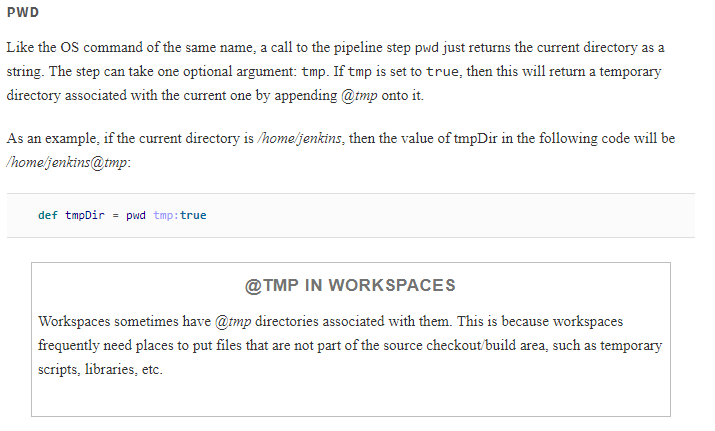 PWD
Like the OS command of the same name, a call to the pipeline step pwd just returns the current directory as a
string. The step can take one optional argument: tmp. If tmp is set to true, then this will return a temporary
directory associated with the current one by appending @tmp onto it.
As an example, if the current directory is /home/jenkins, then the value of tmpDir in the following code will be
/home/jenkins@tmp:
def tmpDir = pwd tmp:true
@TMP IN WORKSPACES
Workspaces sometimes have @tmp directories associated with them. This is because workspaces
frequently need places to put files that are not part of the source checkout/build area, such as temporary
scripts, libraries, etc.